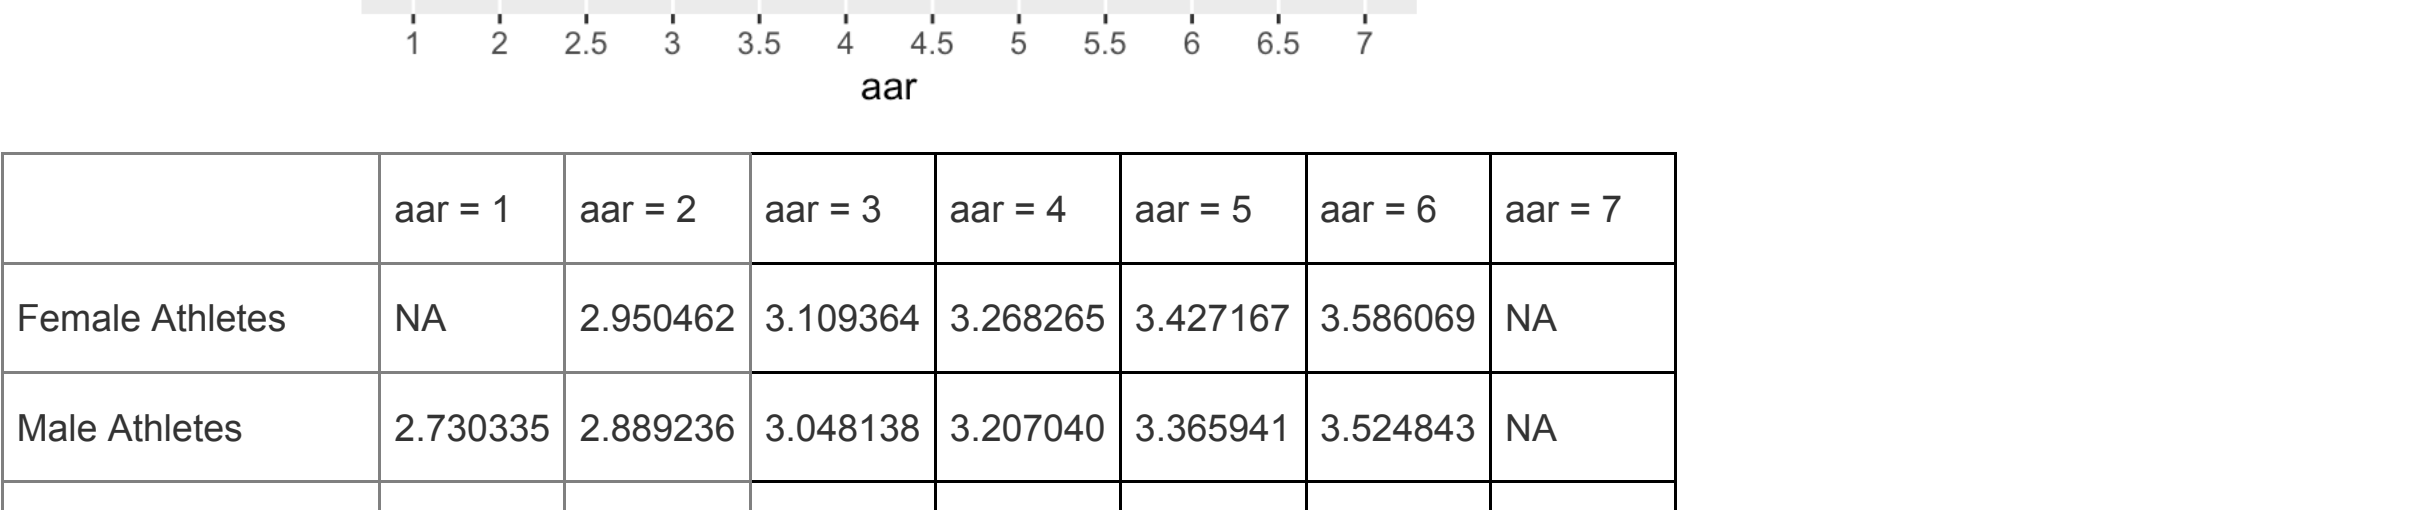 1 2 2.5 3 3.5 4 4.5 5 5.5 6 6.5 7
aar
aar = 1 aar = 2 aar = 3 aar = 4 aar = 5 aar = 6 aar = 7
Female Athletes NA 2.950462 3.109364 3.268265 3.427167 3.586069 NA
Male Athletes 2.730335 2.889236 3.048138 3.207040 3.365941 3.524843 NA